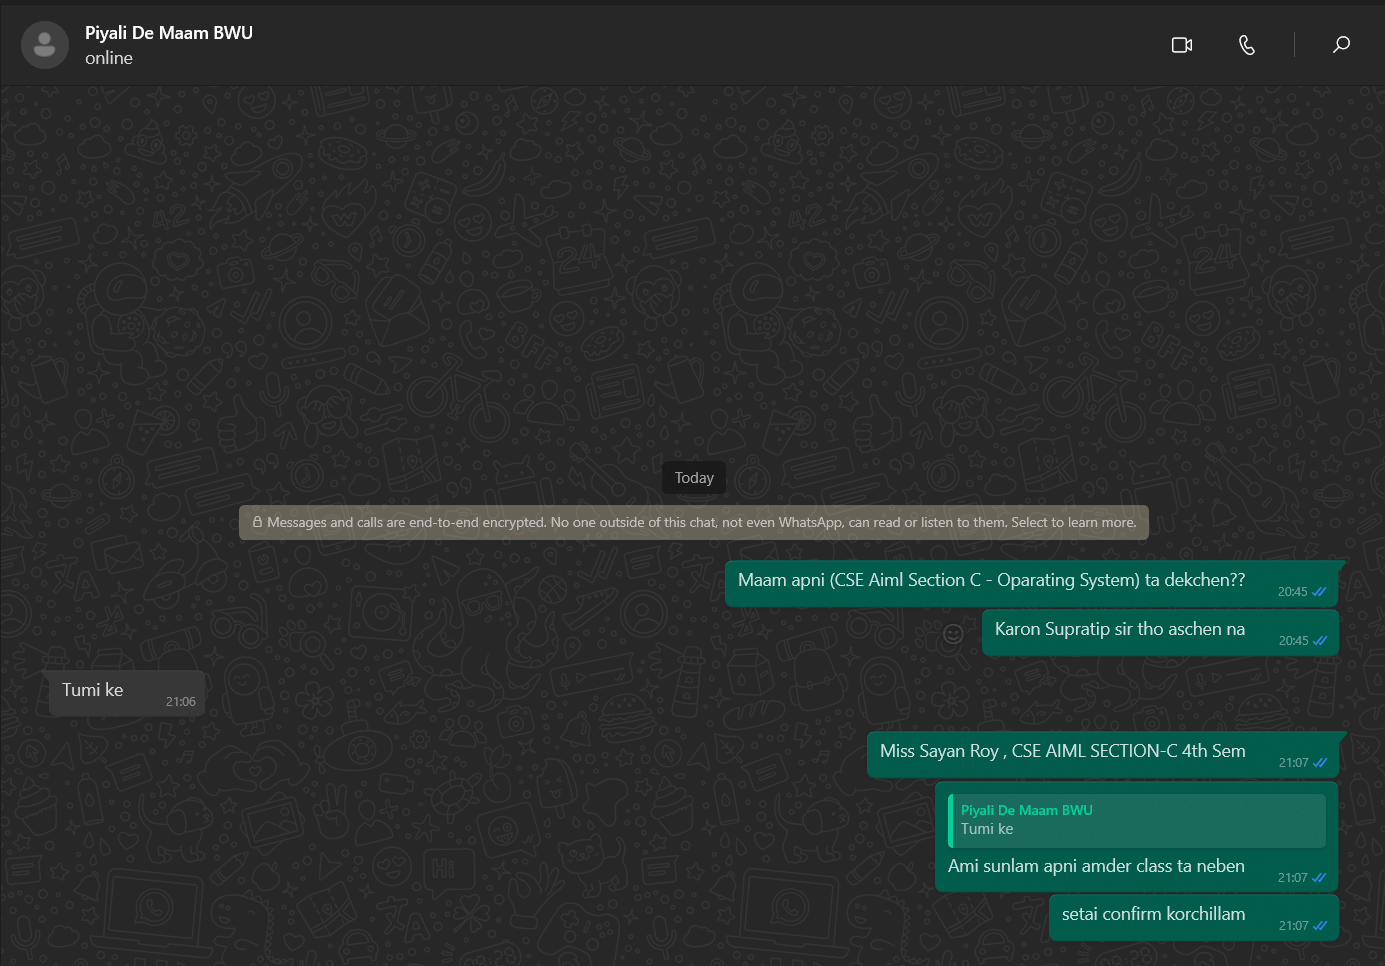 Piyali De Maam BWU
online
Today
Messages and calls are end-to-end encrypted. No one outside of this chat, not even WhatsApp, can read or listen to them. Select to learn more.
Maam apni (CSE Aiml Section C - Oparating System) ta dekchen??
20:45
Karon Supratip sir tho aschen na
20:45
Tumi ke
21:06
Miss Sayan Roy , CSE AIML SECTION-C 4th Sem
21:07
Piyali De Maam BWU
Tumi ke
Ami sunlam apni amder class ta neben
21:07
setai confirm korchillam
21:07